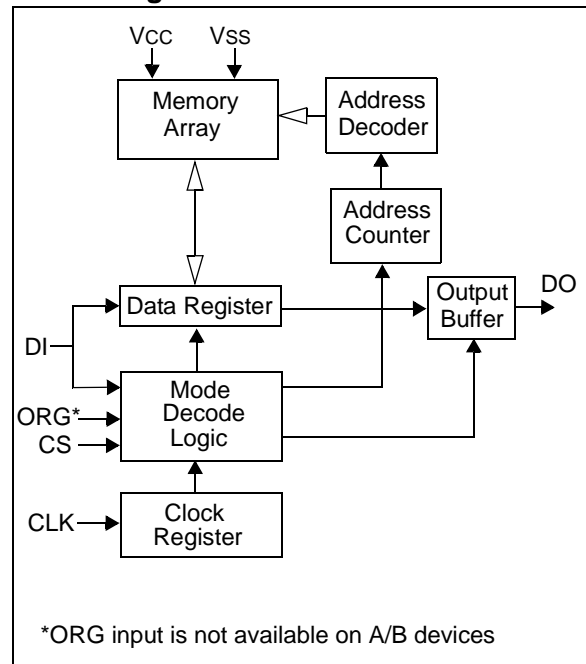 VCC VSS
Memory
Array
Address
Decoder
Address
Counter
Data Register
Output
Buffer
DO
DI
Mode
Decode
Logic
ORG*
CS
CLK
Clock
Register
*ORG input is not available on A/B devices